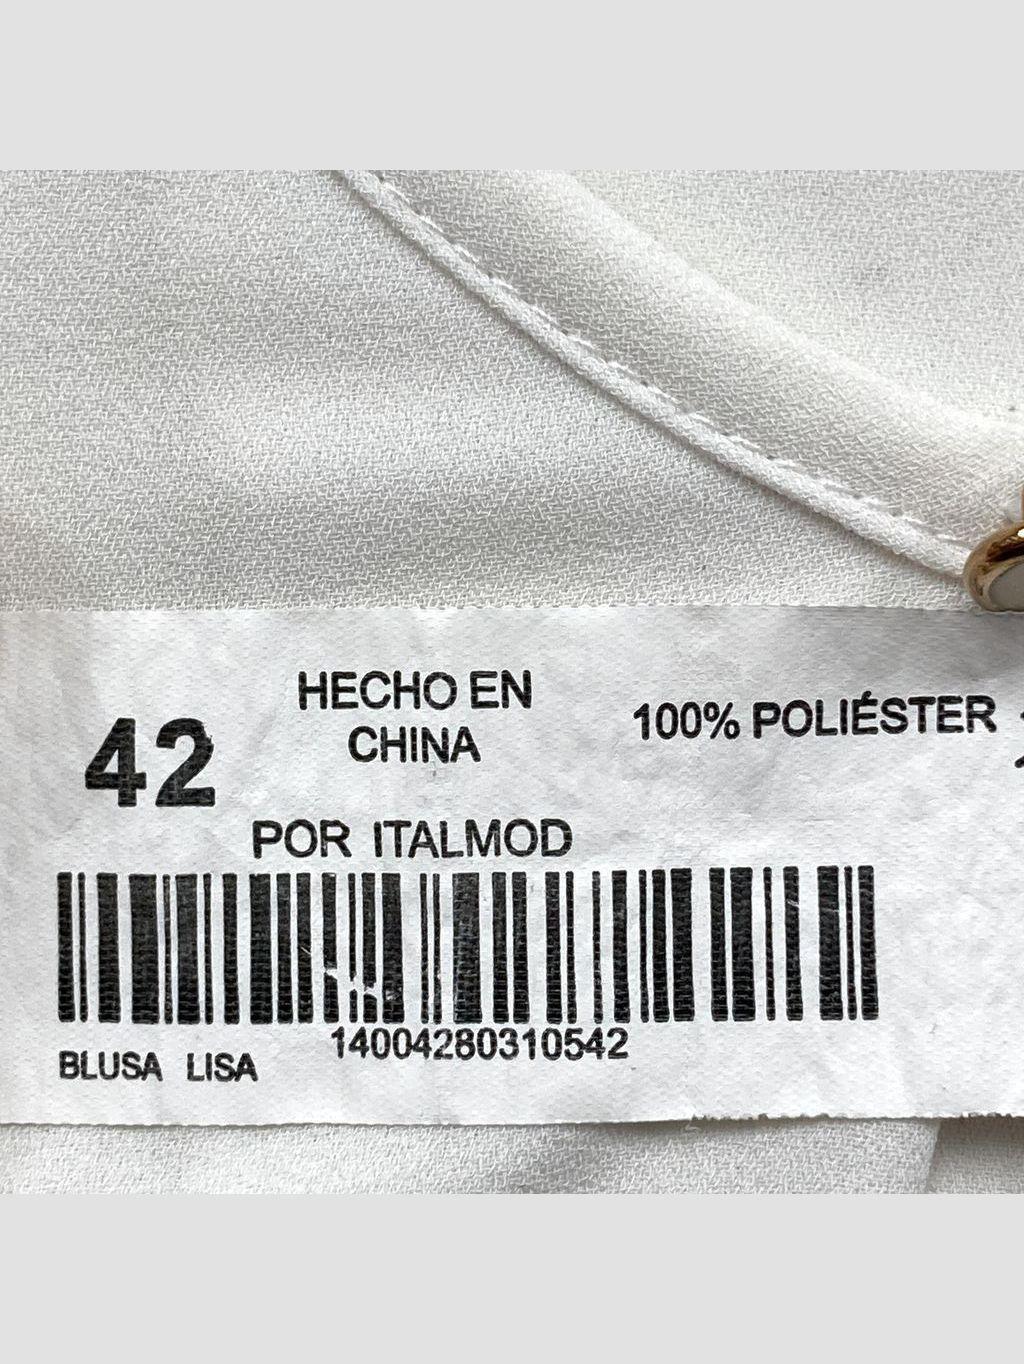 42
HECHO EN
CHINA
100% POLIÉSTER
POR ITALMOD
14004280310542
BLUSA LISA